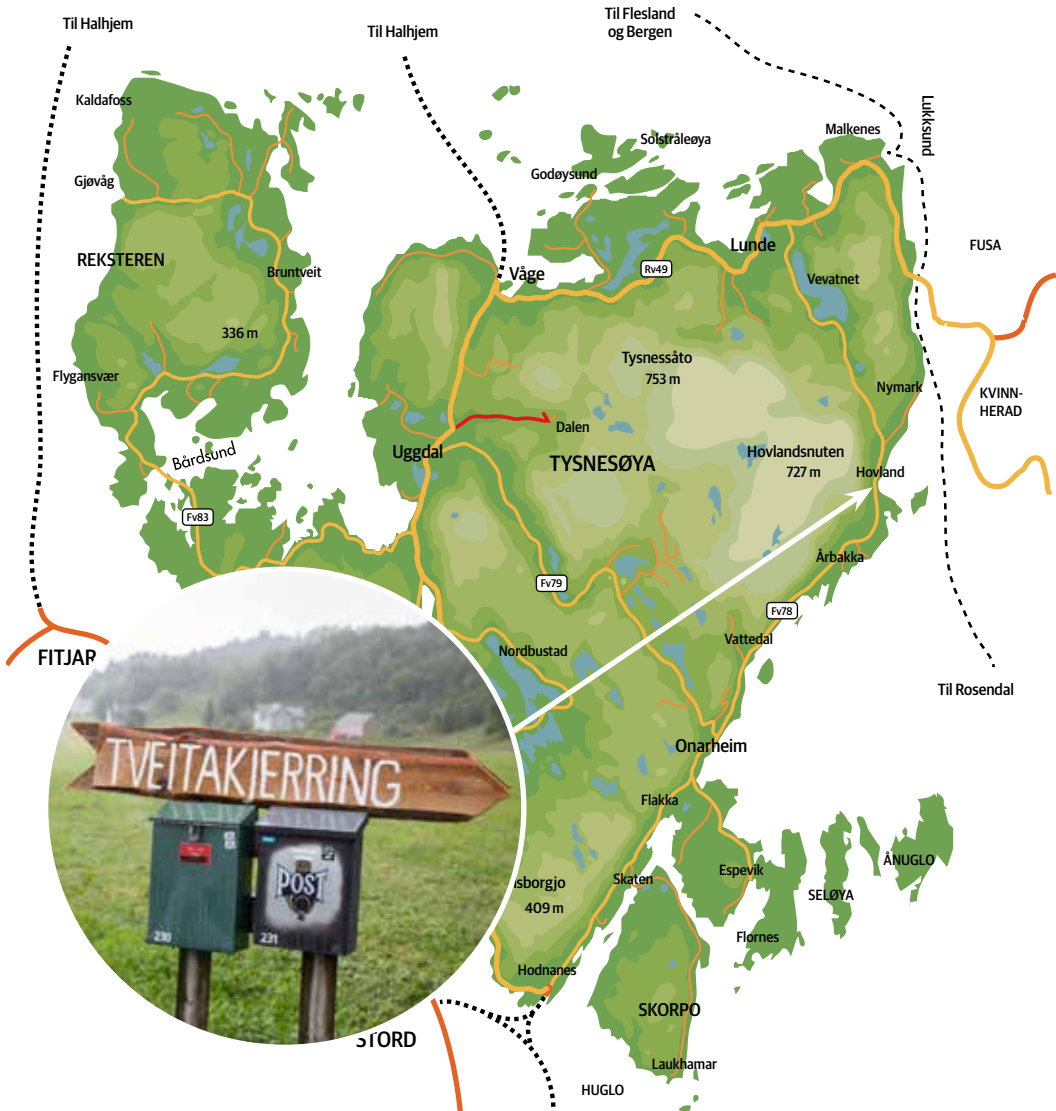 Til Halhjem
Til Halhjem
Til Flesland
og Bergen
Kaldafoss
Lukksund
Malkenes
Solstråleøya
Godøysund
Gjøvåg
REKSTEREN
Bruntveit
Våge
Rv49
Lunde
FUSA
Vevatnet
336 m
Tysnessåto
753 m
Flygansvær
Nymark
KVINN-
HERAD
Dalen
Bårdsund
Uggdal
TYSNESØYA
Hovlandsnuten
727 m
Hovland
Fv83
Årbakka
Fv79
Fv78
Vattedal
FITJAR
Nordbustad
Til Rosendal
Onarheim
TVEITAKJERRING
Flakka
POST
230
231
Skaten
Espevik
ÅNUGLO
SELØYA
sborgjo
409 m
Flornes
Hodnanes
SKORPO
STORD
Laukhamar
HUGLO